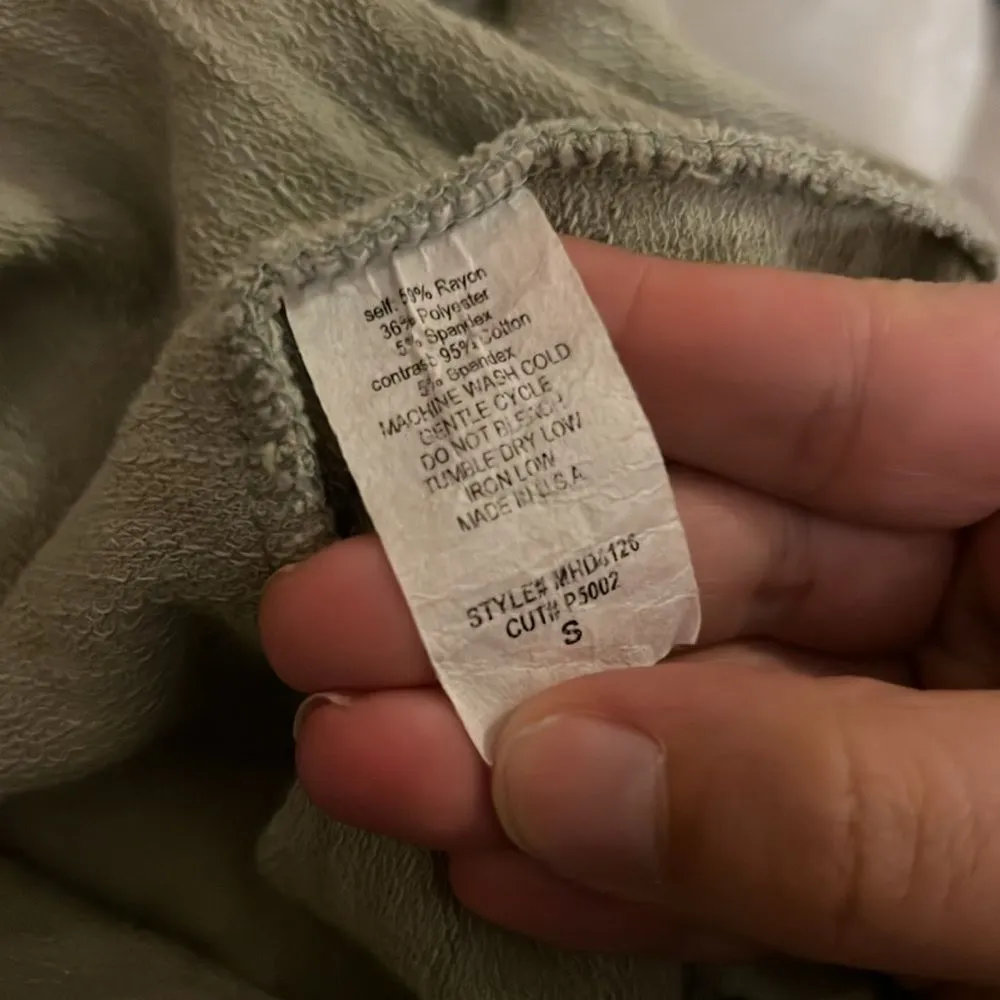 self: 59% Rayon
36% Polyester
5% Spandex
contrast 95% Cotton
5% Spandex
MACHINE WASH COLD
GENTLE CYCLE
DO NOT BLEACH
TUMBLE DRY LOW
IRON LOW
MADE IN U.S.A.
STYLE#
CUT# P5002
S